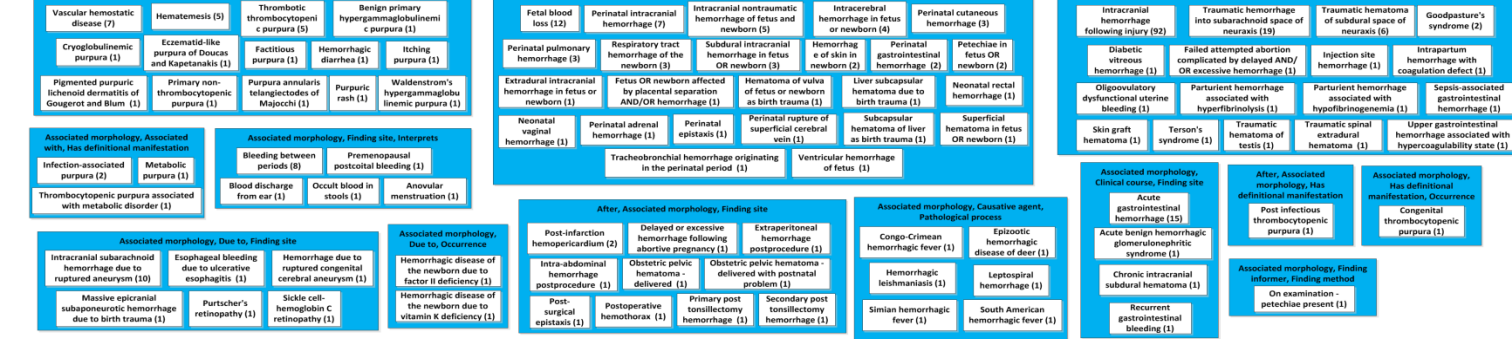 Vascular hemostatic
disease (7)
Hematemesis (5)
Thrombotic
thrombocytopeni
c purpura (5)
Benign primary
hypergammaglobulinemi
c purpura (1)
Cryoglobulinemic
purpura (1)
Eczematid-like
purpura of Doucas
and Kapetanakis (1)
Factitious
purpura (1)
Hemorrhagic
diarrhea (1)
Itching
purpura (1)
Pigmented purpuric
lichenoid dermatitis of
Gougerot and Blum (1)
Primary non-
thrombocytopenic
purpura (1)
Purpura annularis
telangiectodes of
Majocchi (1)
Purpuric
rash (1)
Waldenstrom's
hypergammaglobu
linemic purpura (1)
Associated morphology, Associated
with, Has definitional manifestation
Infection-associated
purpura (2)
Metabolic
purpura (1)
Thrombocytopenic purpura associated
with metabolic disorder (1)
Associated morphology, Finding site, Interprets
Bleeding between
periods (8)
Premenopausal
postcoital bleeding (1)
Blood discharge
from ear (1)
Occult blood in
stools (1)
Anovular
menstruation (1)
Associated morphology, Due to, Finding site
Intracranial subarachnoid
hemorrhage due to
ruptured aneurysm (10)
Esophageal bleeding
due to ulcerative
esophagitis (1)
Hemorrhage due to
ruptured congenital
cerebral aneurysm (1)
Massive epicranial
subaponeurotic hemorrhage
due to birth trauma (1)
Purtscher's
retinopathy (1)
Sickle cell-
hemoglobin C
retinopathy (1)
Associated morphology,
Due to, Occurrence
Hemorrhagic disease of
the newborn due to
factor II deficiency (1)
Hemorrhagic disease of
the newborn due to
vitamin K deficiency (1)
Fetal blood
loss (12)
Perinatal intracranial
hemorrhage (7)
Intracranial nontraumatic
hemorrhage of fetus and
newborn (5)
Intracerebral
hemorrhage in fetus
or newborn (4)
Perinatal cutaneous
hemorrhage (3)
Perinatal pulmonary
hemorrhage (3)
Respiratory tract
hemorrhage of the
newborn (3)
Subdural intracranial
hemorrhage in fetus
OR newborn (3)
Hemorrhag
e of skin in
newborn (2)
Perinatal
gastrointestinal
hemorrhage (2)
Petechiae in
fetus OR
newborn (2)
Extradural intracranial
hemorrhage in fetus or
newborn (1)
Fetus OR newborn affected
by placental separation
AND/OR hemorrhage (1)
Hematoma of vulva
of fetus or newborn
as birth trauma (1)
Liver subcapsular
hematoma due to
birth trauma (1)
Neonatal rectal
hemorrhage (1)
Neonatal
vaginal
hemorrhage (1)
Perinatal adrenal
hemorrhage (1)
Perinatal
epistaxis (1)
Perinatal rupture of
superficial cerebral
vein (1)
Subcapsular
hematoma of liver
as birth trauma (1)
Superficial
hematoma in fetus
OR newborn (1)
Tracheobronchial hemorrhage originating
in the perinatal period (1)
Ventricular hemorrhage
of fetus (1)
After, Associated morphology, Finding site
Post-infarction
hemopericardium (2)
Delayed or excessive
hemorrhage following
abortive pregnancy (1)
Extraperitoneal
hemorrhage
postprocedure (1)
Intra-abdominal
hemorrhage
postprocedure (1)
Obstetric pelvic
hematoma -
delivered (1)
Obstetric pelvic hematoma -
delivered with postnatal
problem (1)
Post-
surgical
epistaxis (1)
Postoperative
hemothorax (1)
Primary post
tonsillectomy
hemorrhage (1)
Secondary post
tonsillectomy
hemorrhage (1)
Associated morphology, Causative agent,
Pathological process
Congo-Crimean
hemorrhagic fever (1)
Epizootic
hemorrhagic
disease of deer (1)
Hemorrhagic
leishmaniasis (1)
Leptospiral
hemorrhage (1)
Simian hemorrhagic
fever (1)
South American
hemorrhagic fever (1)
Intracranial
hemorrhage
following injury (92)
Traumatic hemorrhage
into subarachnoid space of
neuraxis (19)
Traumatic hematoma
of subdural space of
neuraxis (6)
Goodpasture's
syndrome (2)
Diabetic
vitreous
hemorrhage (1)
Failed attempted abortion
complicated by delayed AND/
OR excessive hemorrhage (1)
Injection site
hemorrhage (1)
Intrapartum
hemorrhage with
coagulation defect (1)
Oligoovulatory
dysfunctional uterine
bleeding (1)
Parturient hemorrhage
associated with
hyperfibrinolysis (1)
Parturient hemorrhage
associated with
hypofibrinogenemia (1)
Sepsis-associated
gastrointestinal
hemorrhage (1)
Skin graft
hematoma (1)
Terson's
syndrome (1)
Traumatic
hematoma of
testis (1)
Traumatic spinal
extradural
hematoma (1)
Upper gastrointestinal
hemorrhage associated with
hypercoagulability state (1)
Associated morphology,
Clinical course, Finding site
Acute
gastrointestinal
hemorrhage (15)
Acute benign hemorrhagic
glomerulonephritic
syndrome (1)
Chronic intracranial
subdural hematoma (1)
Recurrent
gastrointestinal
bleeding (1)
After, Associated
morphology, Has
definitional manifestation
Post infectious
thrombocytopenic
purpura (1)
Associated morphology,
Has definitional
manifestation, Occurrence
Congenital
thrombocytopenic
purpura (1)
Associated morphology, Finding
informer, Finding method
On examination -
petechiae present (1)